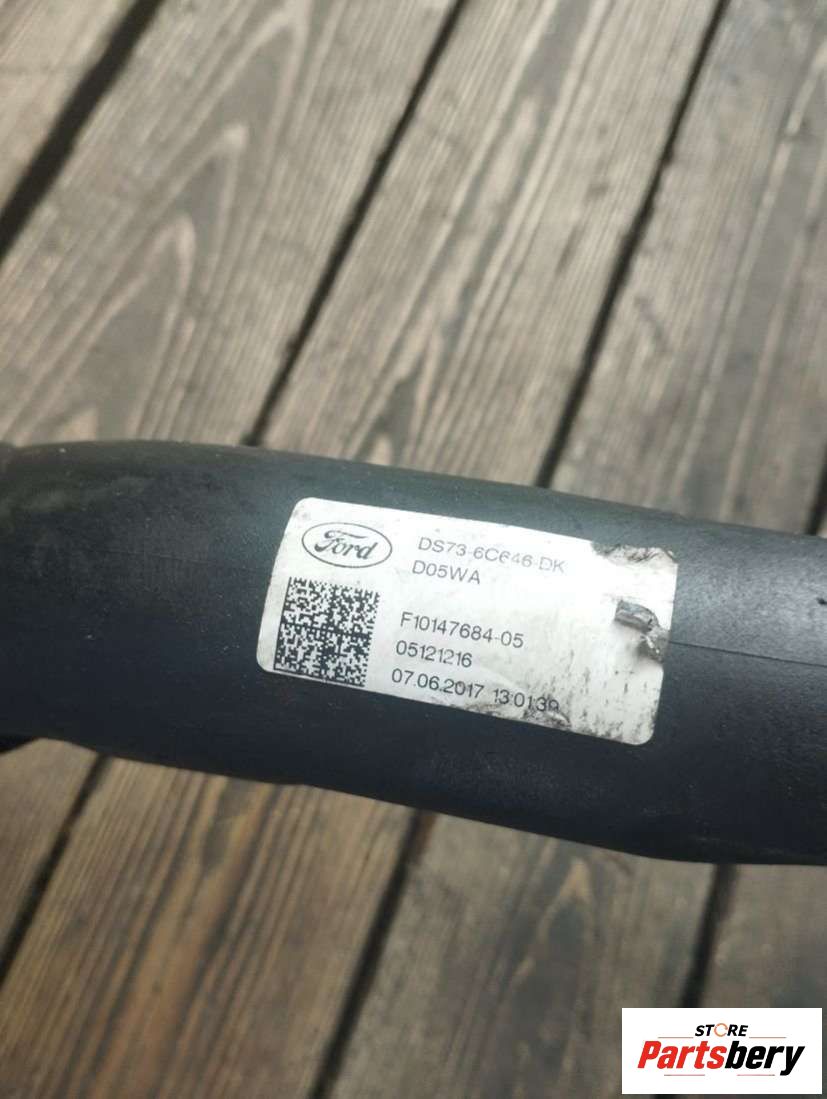 Ford
DS73-6C646-DK
D05WA
F10147684-05
05121216
07.06.2017 13:01:39
STORE
Partsbery